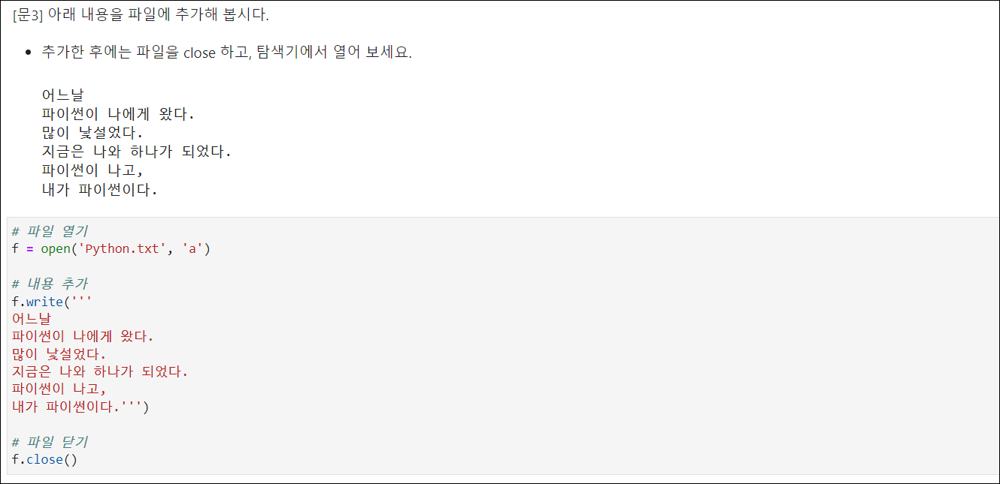 [문3] 아래 내용을 파일에 추가해 봅시다.
• 추가한 후에는 파일을 close 하고, 탐색기에서 열어 보세요.
어느날
파이썬이 나에게 왔다.
많이 낯설었다.
지금은 나와 하나가 되었다.
파이썬이 나고,
내가 파이썬이다.
# 파일 열기
f = open('Python.txt', 'a')
# 내용 추가
f.write('''
어느날
파이썬이 나에게 왔다.
많이 낯설었다.
지금은 나와 하나가 되었다.
파이썬이 나고,
내가 파이썬이다.''')
# 파일 닫기
f.close()